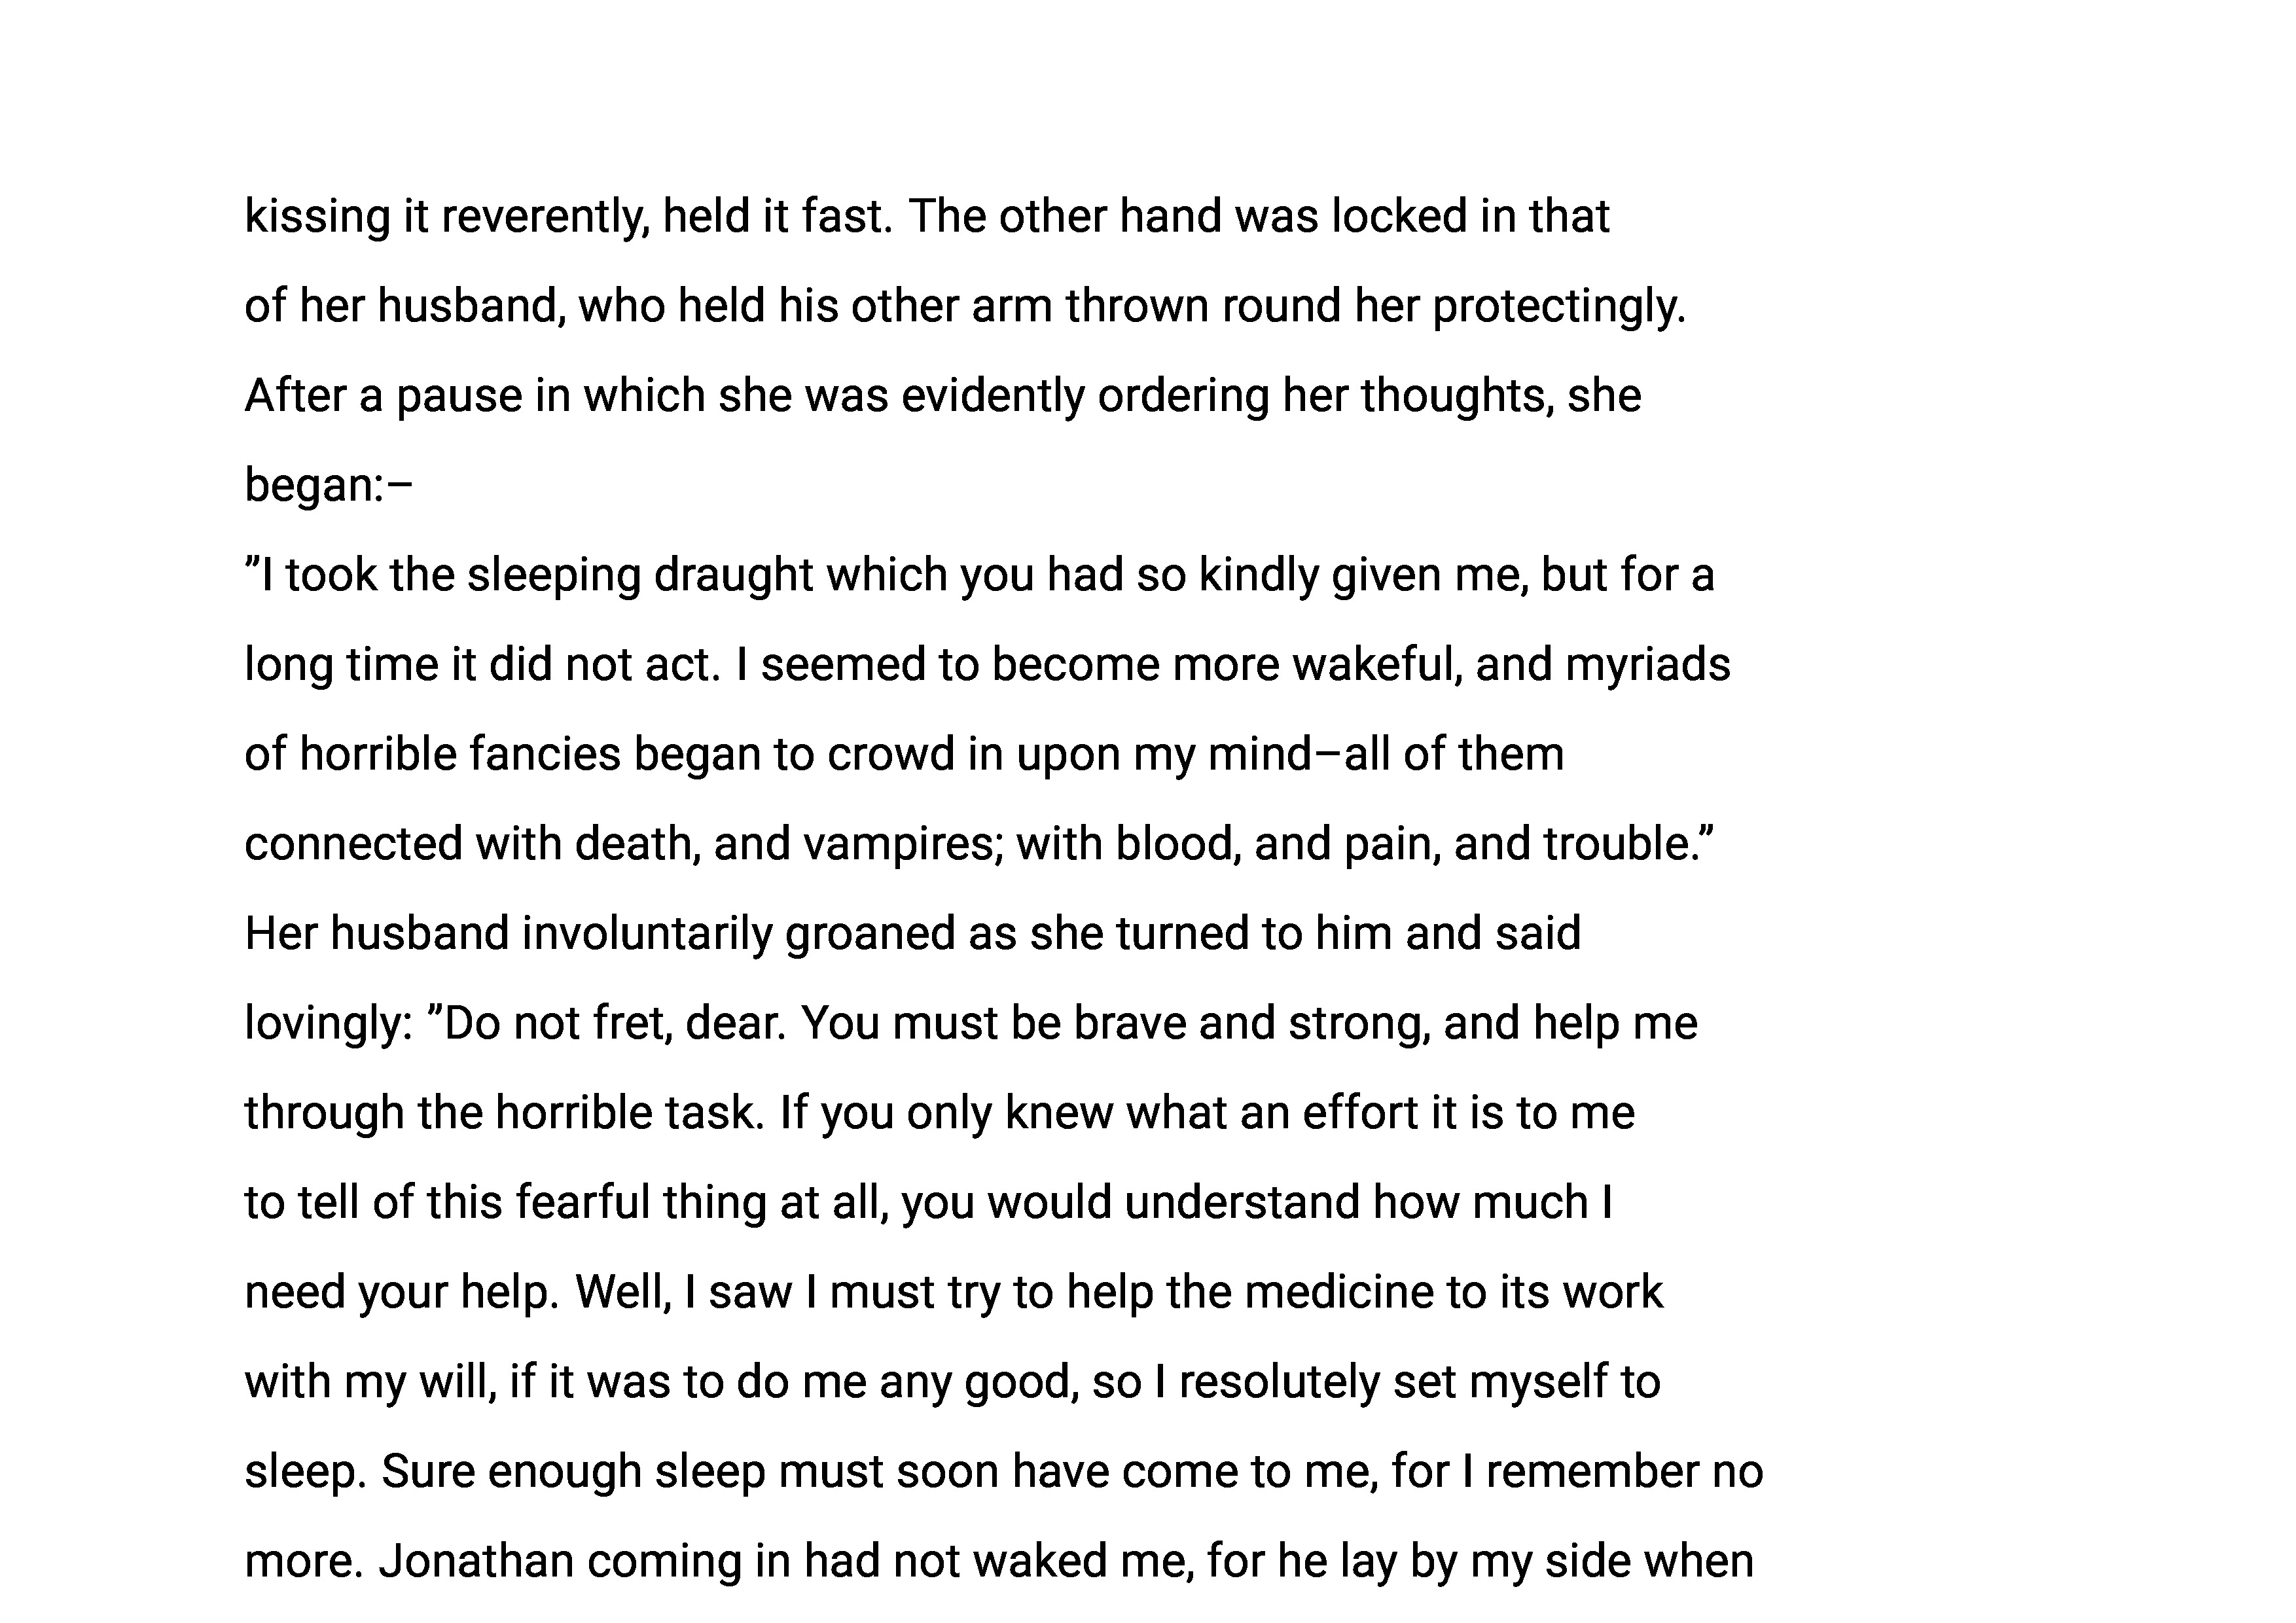 kissing it reverently, held it fast. The other hand was locked in that
of her husband, who held his other arm thrown round her protectingly.
After a pause in which she was evidently ordering her thoughts, she
began:–
”I took the sleeping draught which you had so kindly given me, but for a
long time it did not act. I seemed to become more wakeful, and myriads
of horrible fancies began to crowd in upon my mind–all of them
connected with death, and vampires; with blood, and pain, and trouble.”
Her husband involuntarily groaned as she turned to him and said
lovingly: ”Do not fret, dear. You must be brave and strong, and help me
through the horrible task. If you only knew what an effort it is to me
to tell of this fearful thing at all, you would understand how much I
need your help. Well, I saw I must try to help the medicine to its work
with my will, if it was to do me any good, so I resolutely set myself to
sleep. Sure enough sleep must soon have come to me, for I remember no
more. Jonathan coming in had not waked me, for he lay by my side when